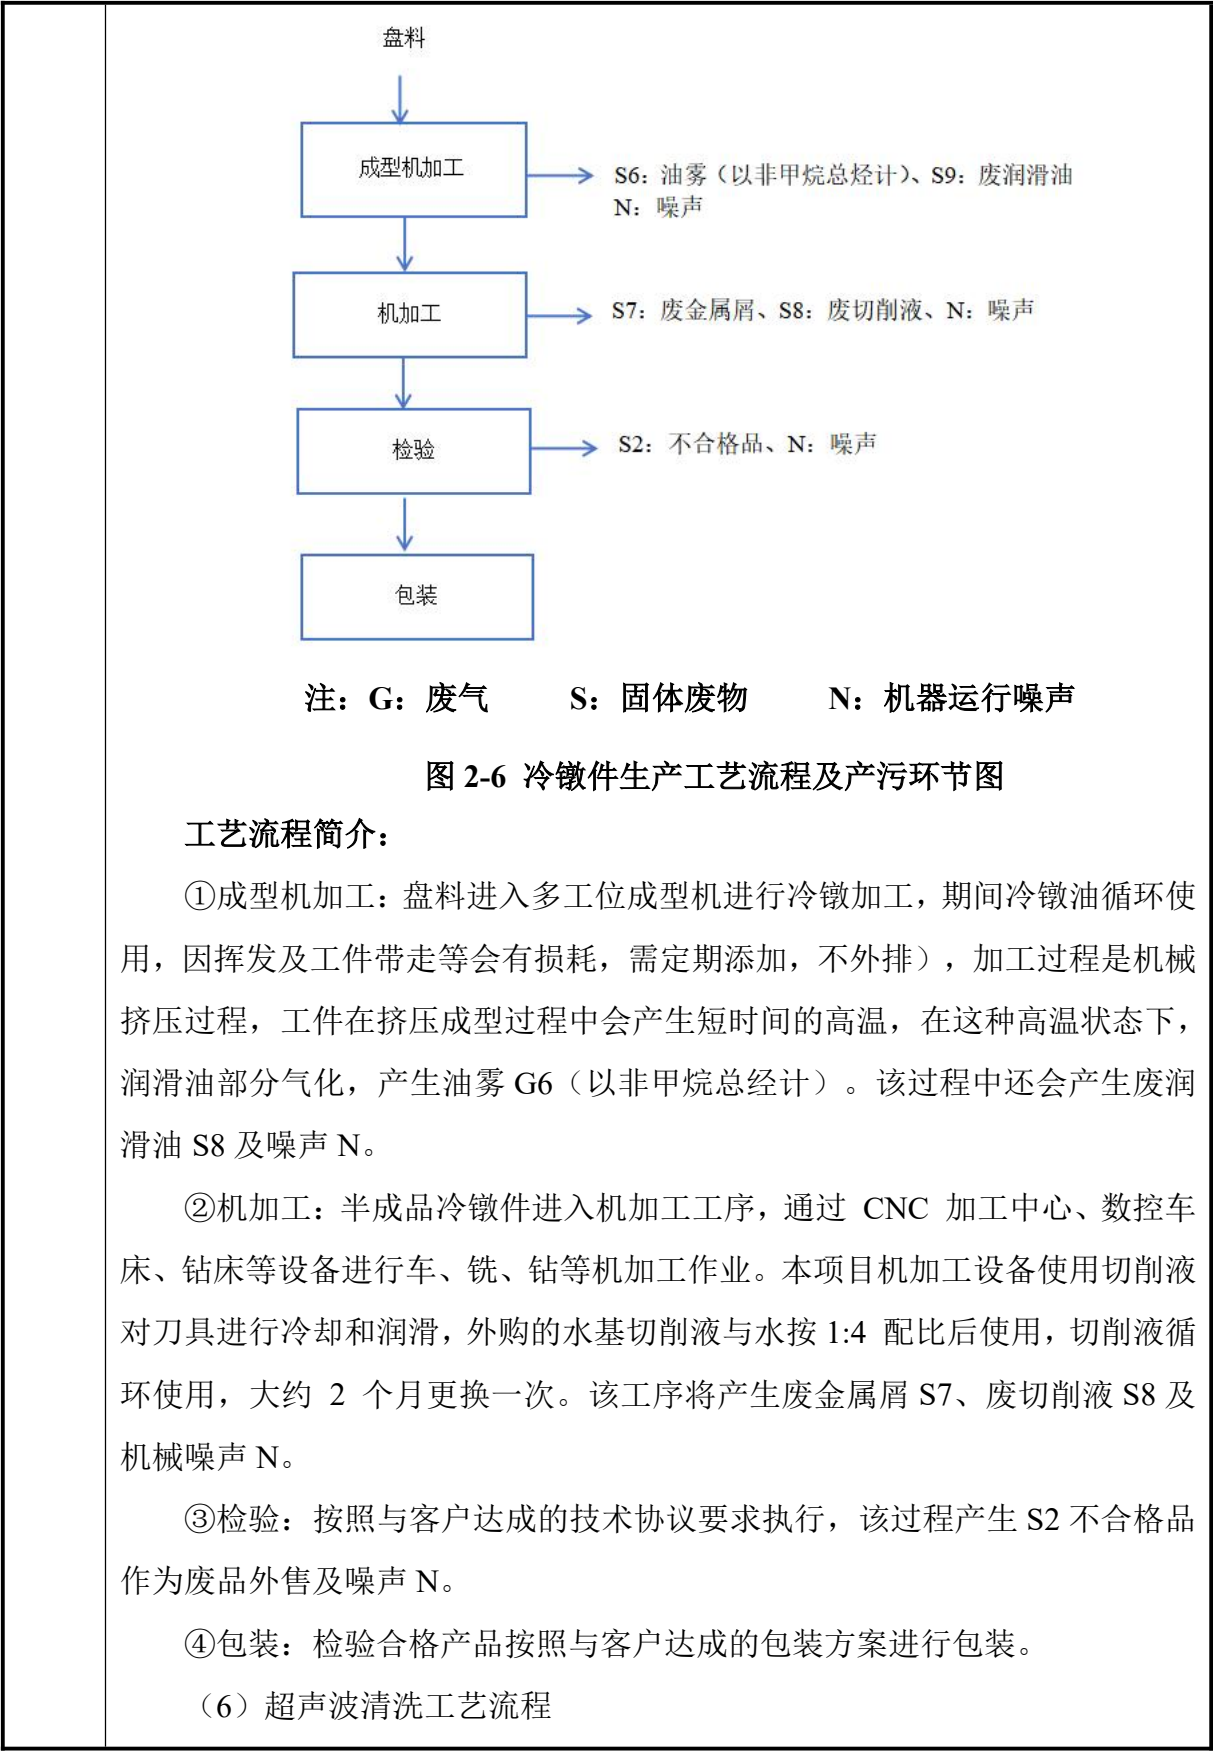 盘料
成型机加工
S6：油雾（以非甲烷总烃计）、S9：废润滑油
N：噪声
机加工
S7：废金属屑、S8：废切削液、N：噪声
检验
S2：不合格品、N：噪声
包装
注：G：废气 S：固体废物 N：机器运行噪声
图 2-6 冷镦件生产工艺流程及产污环节图
工艺流程简介：
①成型机加工：盘料进入多工位成型机进行冷镦加工，期间冷镦油循环使
用，因挥发及工件带走等会有损耗，需定期添加，不外排），加工过程是机械
挤压过程，工件在挤压成型过程中会产生短时间的高温，在这种高温状态下，
润滑油部分气化，产生油雾 G6（以非甲烷总经计）。该过程中还会产生废润
滑油 S8 及噪声 N。
②机加工：半成品冷镦件进入机加工工序，通过 CNC 加工中心、数控车
床、钻床等设备进行车、铣、钻等机加工作业。本项目机加工设备使用切削液
对刀具进行冷却和润滑，外购的水基切削液与水按 1:4 配比后使用，切削液循
环使用，大约 2 个月更换一次。该工序将产生废金属屑 S7、废切削液 S8 及
机械噪声 N。
③检验：按照与客户达成的技术协议要求执行，该过程产生 S2 不合格品
作为废品外售及噪声 N。
④包装：检验合格产品按照与客户达成的包装方案进行包装。
（6）超声波清洗工艺流程